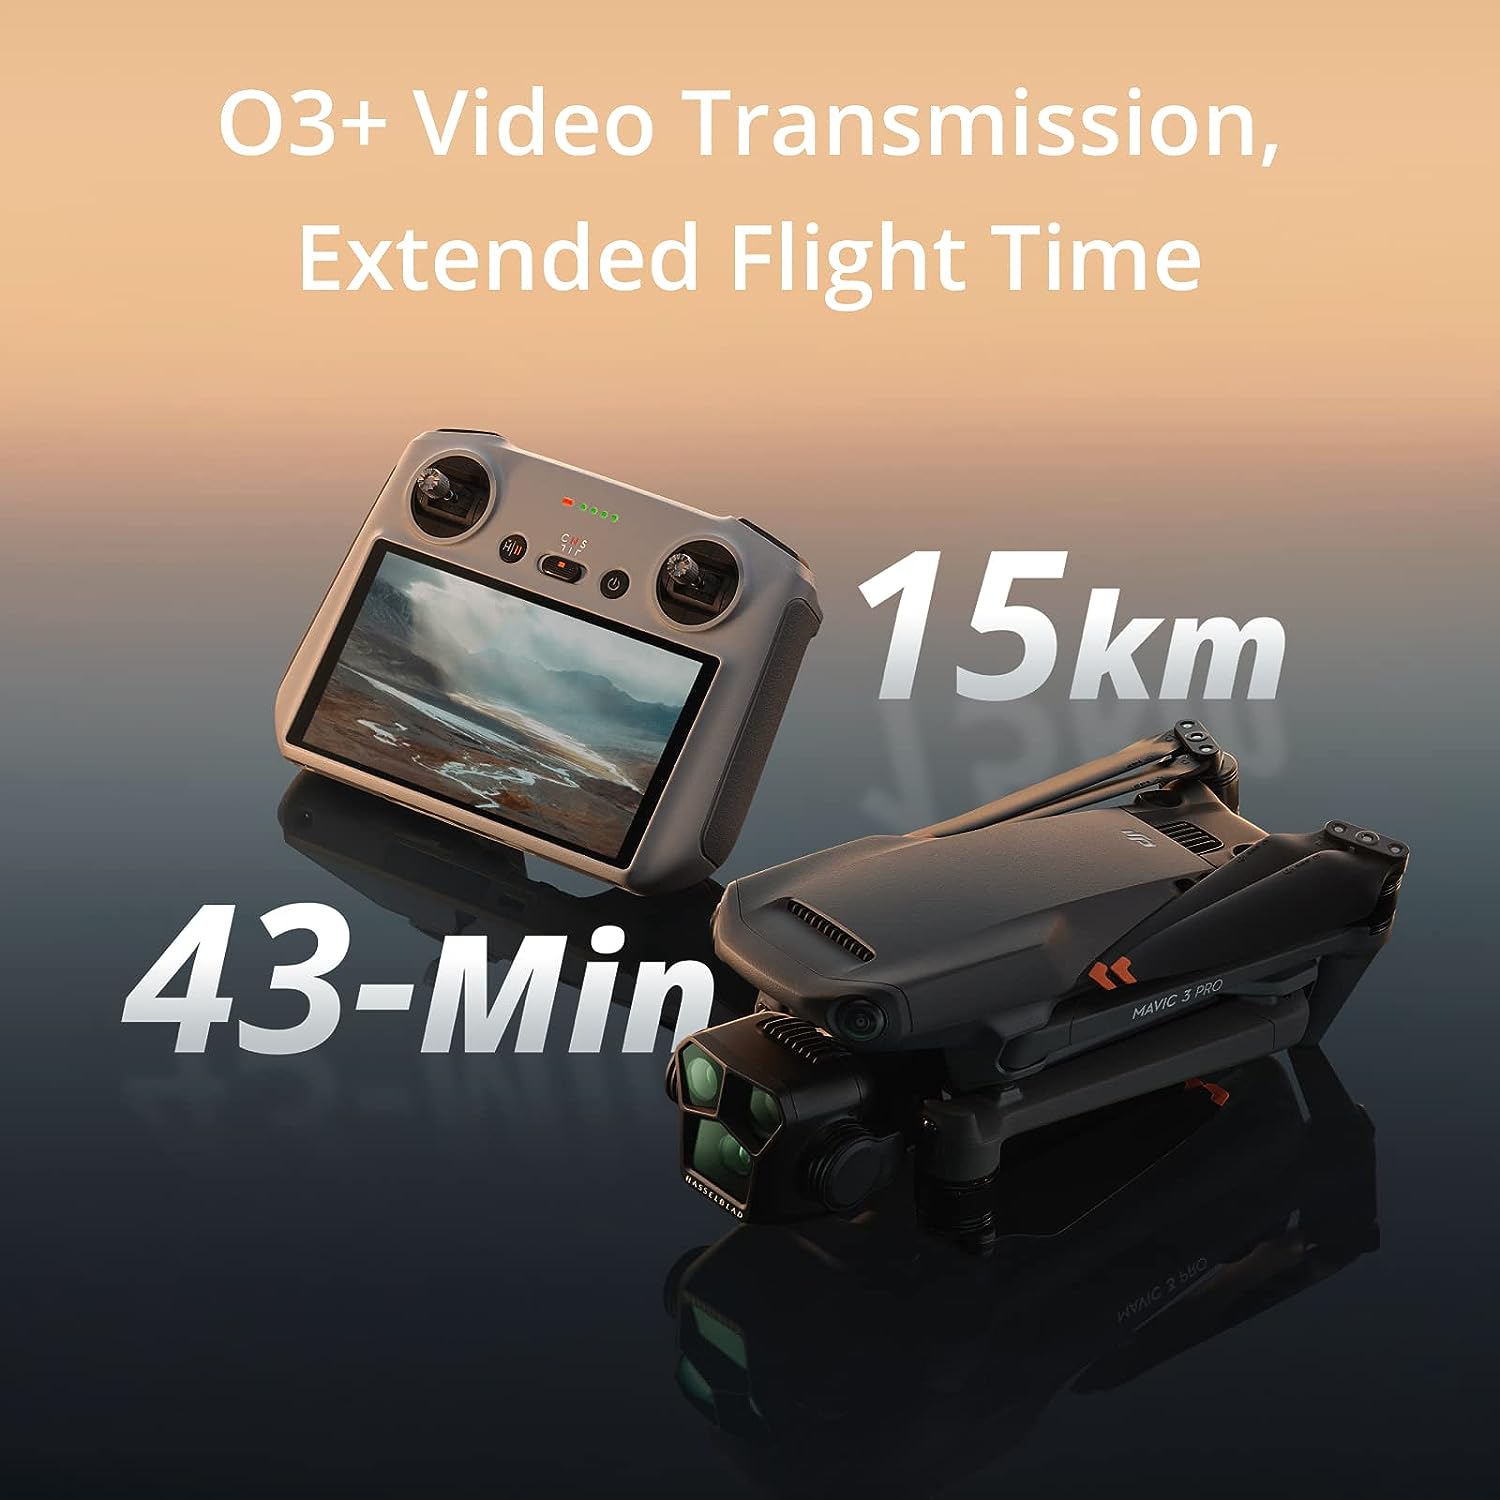 O3+ Video Transmission,
Extended Flight Time
C N S
15km
43-Min
MAVIC 3 PRO
HASSELBLAD